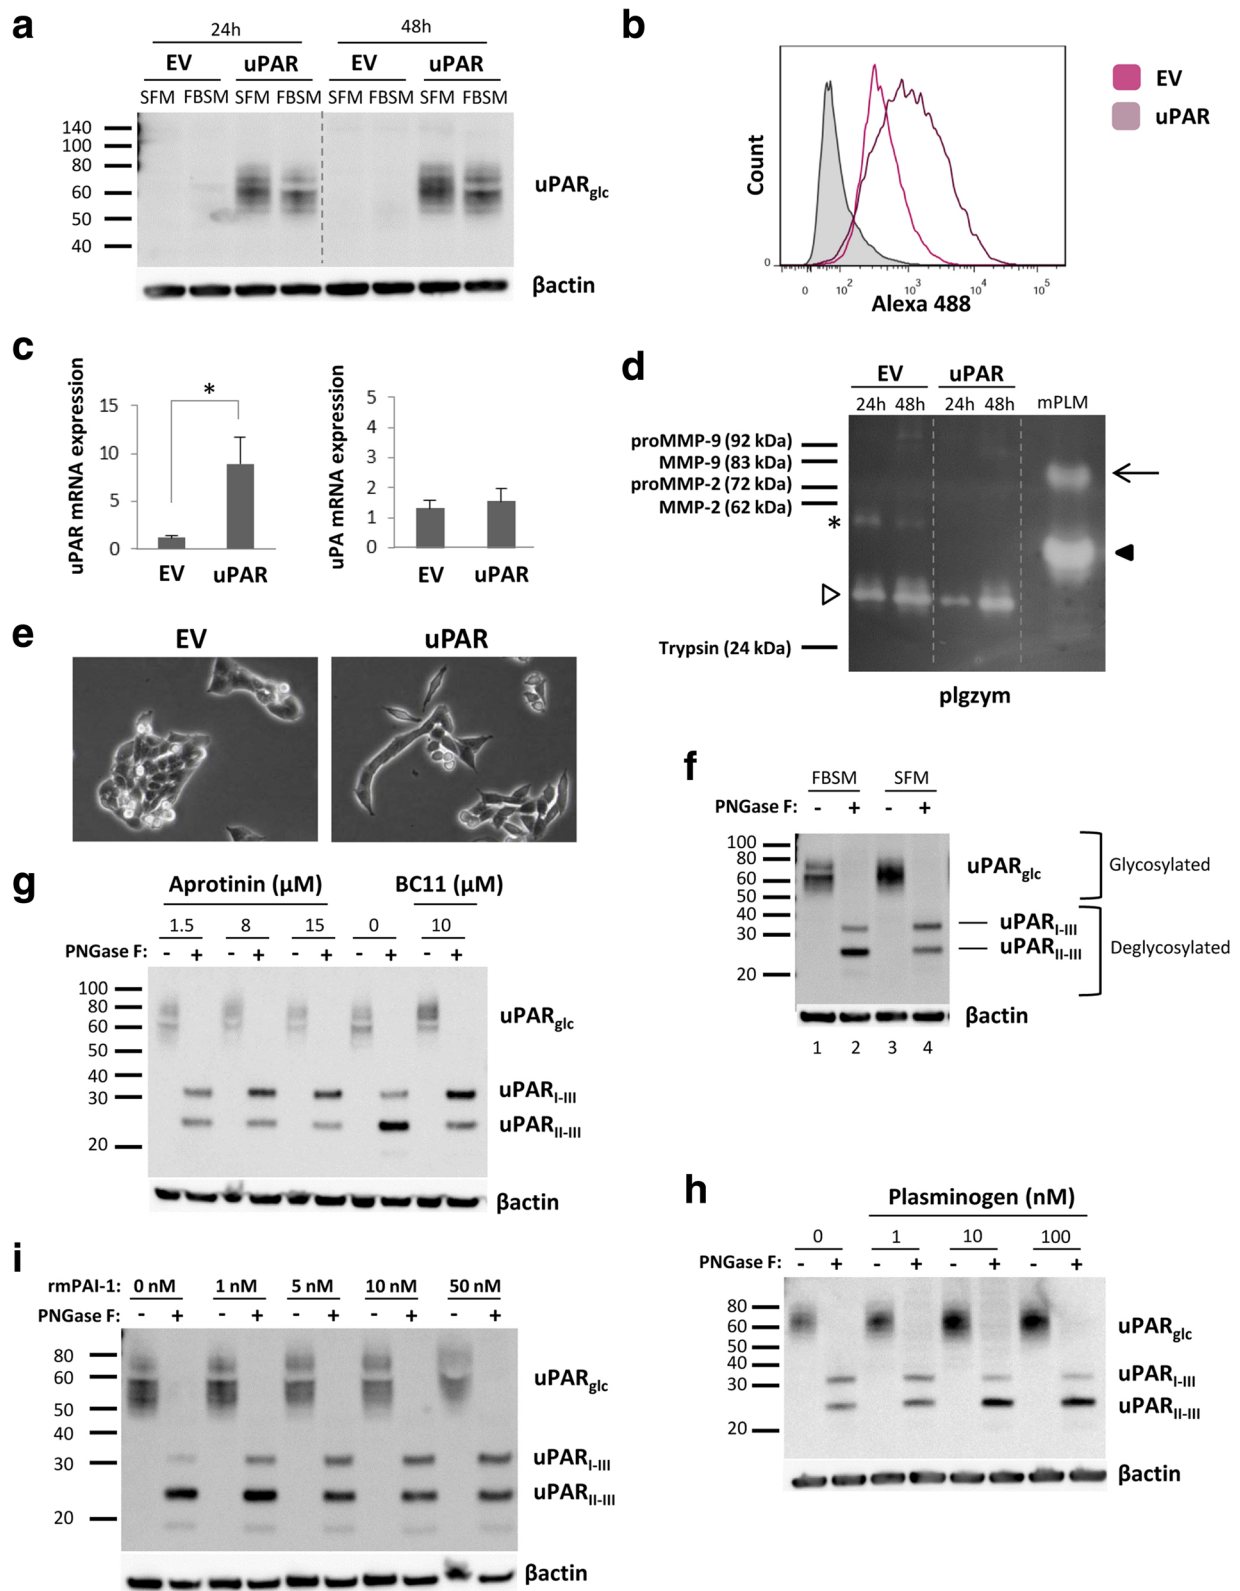 a
24h 48h
EV uPAR EV uPAR
SFM FBSM SFM FBSM SFM FBSM SFM FBSM
140
100
80
60
50
40
uPARglc
βactin
b
Count
0
0 10² 10³ 10⁴ 10⁵
Alexa 488
EV
uPAR
c
uPAR mRNA expression
15
10
5
0
*
EV uPAR
uPA mRNA expression
5
4
3
2
1
0
EV uPAR
d
EV uPAR
24h 48h 24h 48h mPLM
proMMP-9 (92 kDa)
MMP-9 (83 kDa)
proMMP-2 (72 kDa)
MMP-2 (62 kDa)
*
Trypsin (24 kDa)
plgzym
e
EV uPAR
f
FBSM SFM
PNGase F: - + - +
100
80
60
50
40
30
20
uPARglc
uPARI-III
uPARII-III
Glycosylated
Deglycosylated
βactin
1 2 3 4
g
Aprotinin (µM) BC11 (µM)
1.5 8 15 0 10
PNGase F: - + - + - + - + - +
100
80
60
50
40
30
20
uPARglc
uPARI-III
uPARII-III
βactin
h
Plasminogen (nM)
0 1 10 100
PNGase F: - + - + - + - +
80
60
50
40
30
20
uPARglc
uPARI-III
uPARII-III
βactin
i
rmPAI-1: 0 nM 1 nM 5 nM 10 nM 50 nM
PNGase F: - + - + - + - + - +
80
60
50
40
30
20
uPARglc
uPARI-III
uPARII-III
βactin